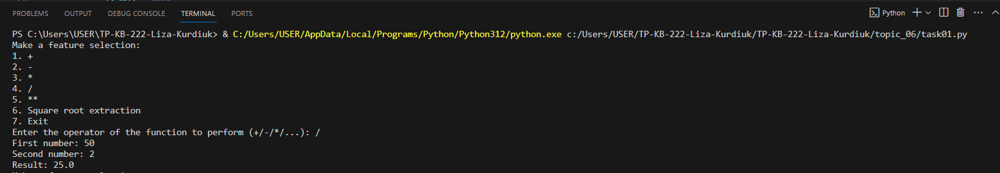 PROBLEMS OUTPUT DEBUG CONSOLE TERMINAL PORTS Python
PS C:\Users\USER\TP-KB-222-Liza-Kurdiuk> & C:/Users/USER/AppData/Local/Programs/Python/Python312/python.exe c:/Users/USER/TP-KB-222-Liza-Kurdiuk/TP-KB-222-Liza-Kurdiuk/topic_06/task01.py
Make a feature selection:
1. +
2. -
3. *
4. /
5. **
6. Square root extraction
7. Exit
Enter the operator of the function to perform (+/-/*/...): /
First number: 50
Second number: 2
Result: 25.0